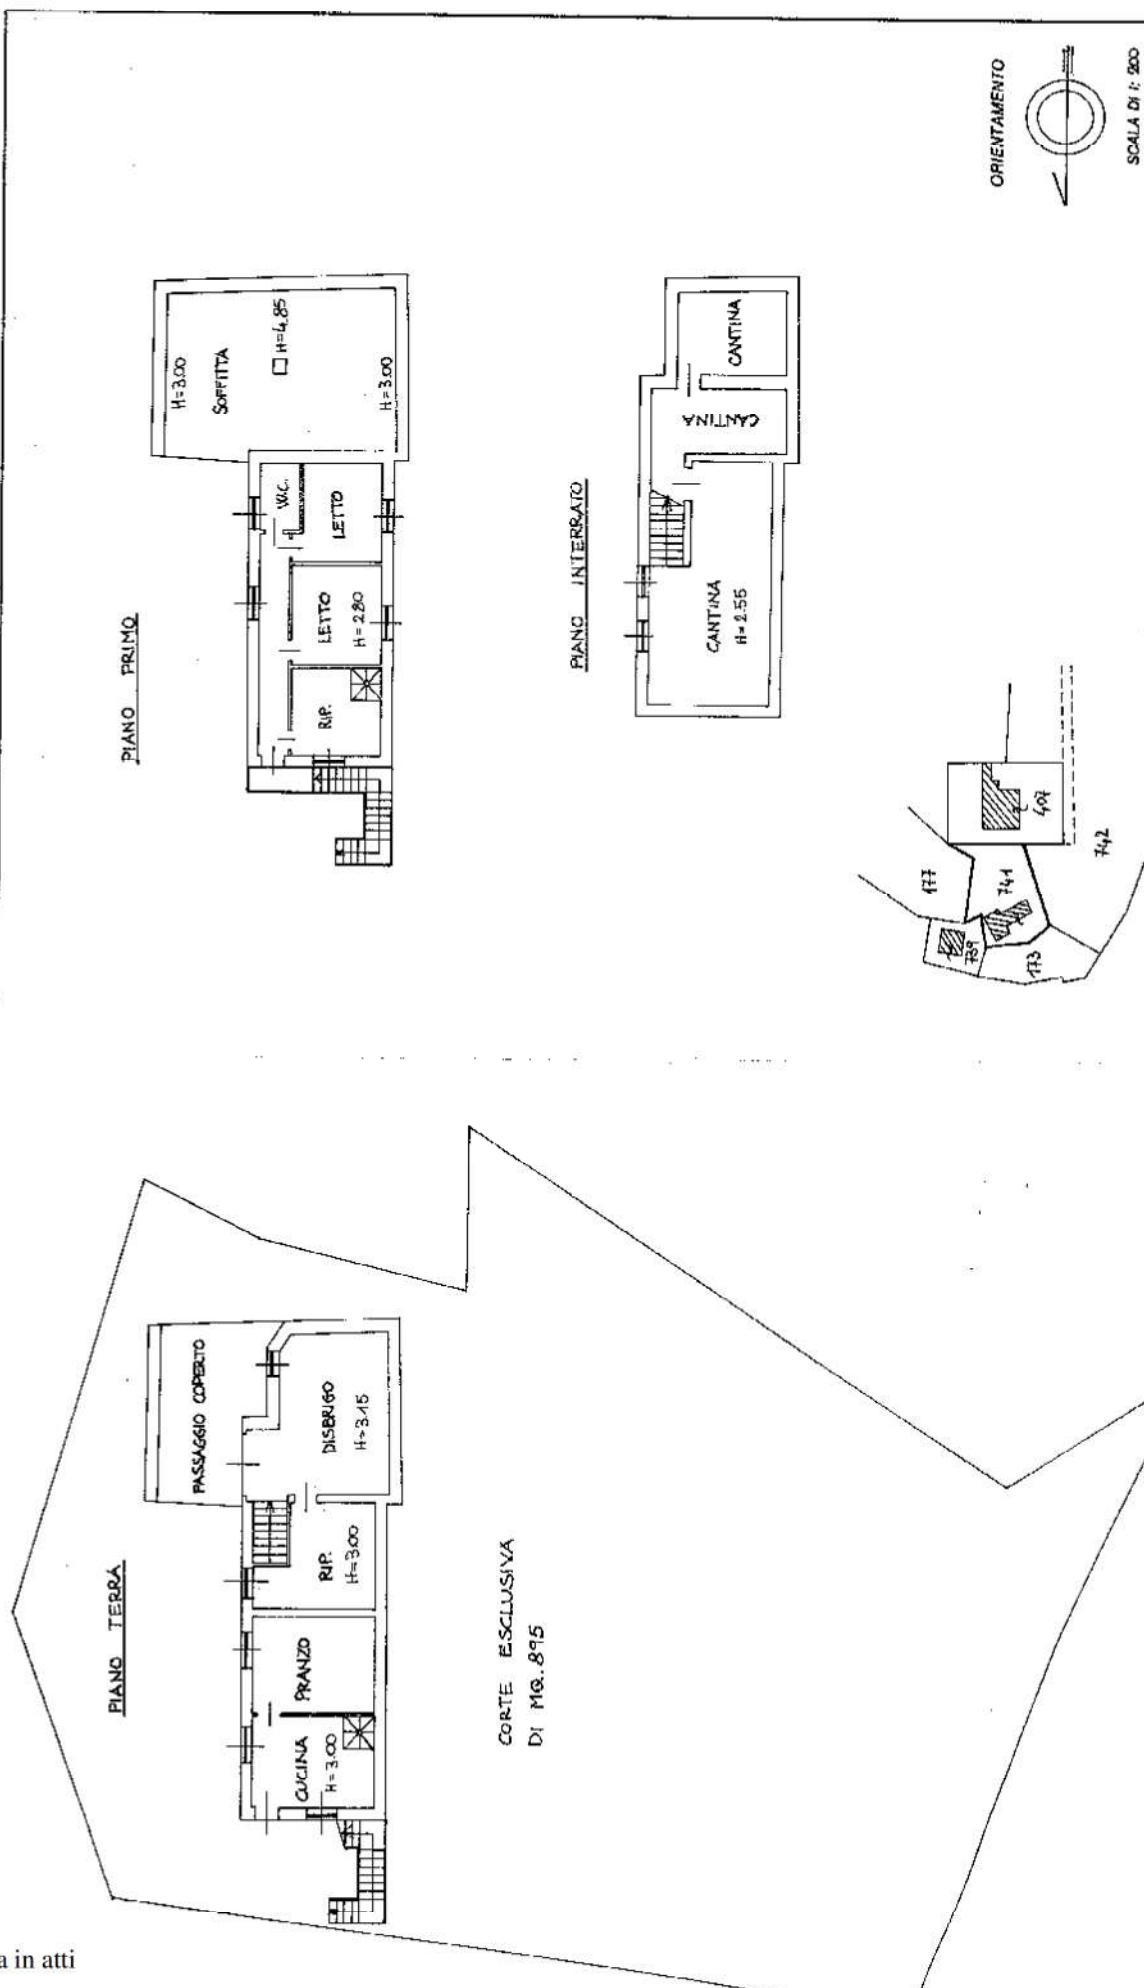 ORIENTAMENTO
SCALA DI 1: 200
PIANO PRIMO
H=3.00
SOFFITTA
H=4.85
H=3.00
W.C.
LETTO
LETTO
H=2.80
RIP.
PIANO INTERRATO
CANTINA
CANTINA
CANTINA
H=2.55
177
741
407
742
739
173
PIANO TERRA
PASSAGGIO COPERTO
DISBRIGO
H=3.15
RIP.
H=3.00
PRANZO
CUCINA
H=3.00
CORTE ESCLUSIVA
DI MQ.895
a in atti